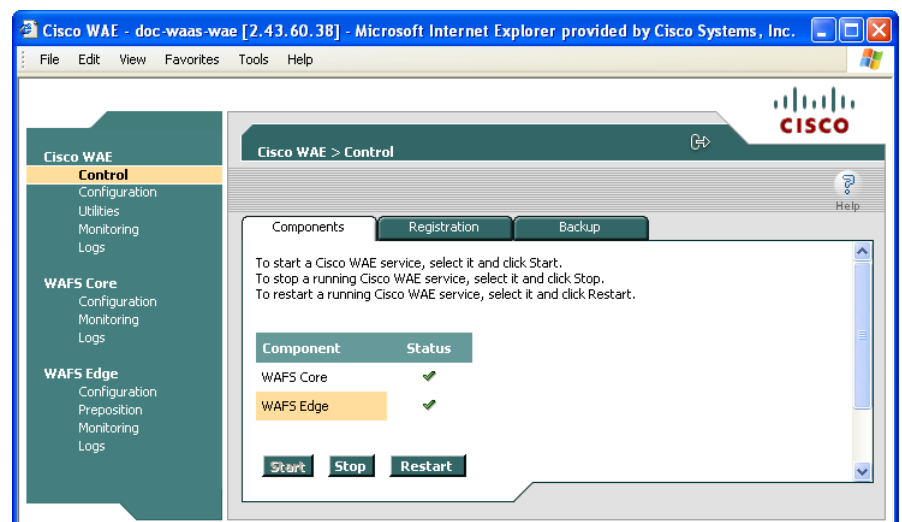 Cisco WAE - doc-waas-wae [2.43.60.38] - Microsoft Internet Explorer provided by Cisco Systems, Inc.
File Edit View Favorites Tools Help
CISCO
Cisco WAE > Control
Help
Cisco WAE
Control
Configuration
Utilities
Monitoring
Logs
WAFS Core
Configuration
Monitoring
Logs
WAFS Edge
Configuration
Preposition
Monitoring
Logs
Components Registration Backup
To start a Cisco WAE service, select it and click Start.
To stop a running Cisco WAE service, select it and click Stop.
To restart a running Cisco WAE service, select it and click Restart.
Component Status
WAFS Core
WAFS Edge
Start Stop Restart